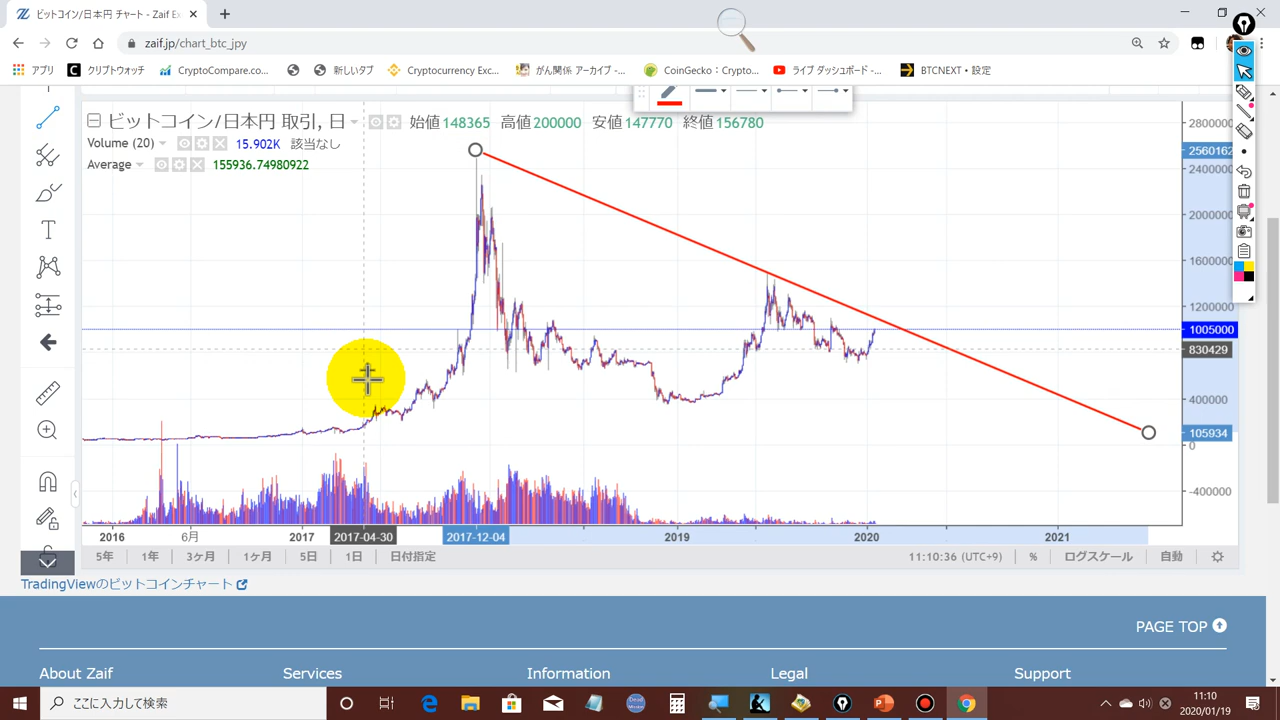 ビットコイン/日本円 チャート - Zaif Ex
zaif.jp/chart_btc_jpy
アプリ
クリプトウォッチ
CryptoCompare.co...
新しいタブ
Cryptocurrency Exc...
がん関係 アーカイブ -...
CoinGecko : Crypto...
ライブ ダッシュボード -...
BTCNEXT • 設定
ビットコイン/日本円 取引, 日
始値 148365 高値 200000 安値 147770 終値 156780
Volume (20)
15.902K 該当なし
Average
155936.74980922
2800000
2560162
2400000
2000000
1600000
1200000
1005000
830429
400000
105934
0
-400000
2016
6月
2017
2017-04-30
2017-12-04
2019
2020
2021
5年
1年
3ヶ月
1ヶ月
5日
1日
日付指定
11:10:36 (UTC+9)
%
ログスケール
自動
TradingViewのビットコインチャート
PAGE TOP
About Zaif
Services
Information
Legal
Support
ここに入力して検索
11:10
2020/01/19